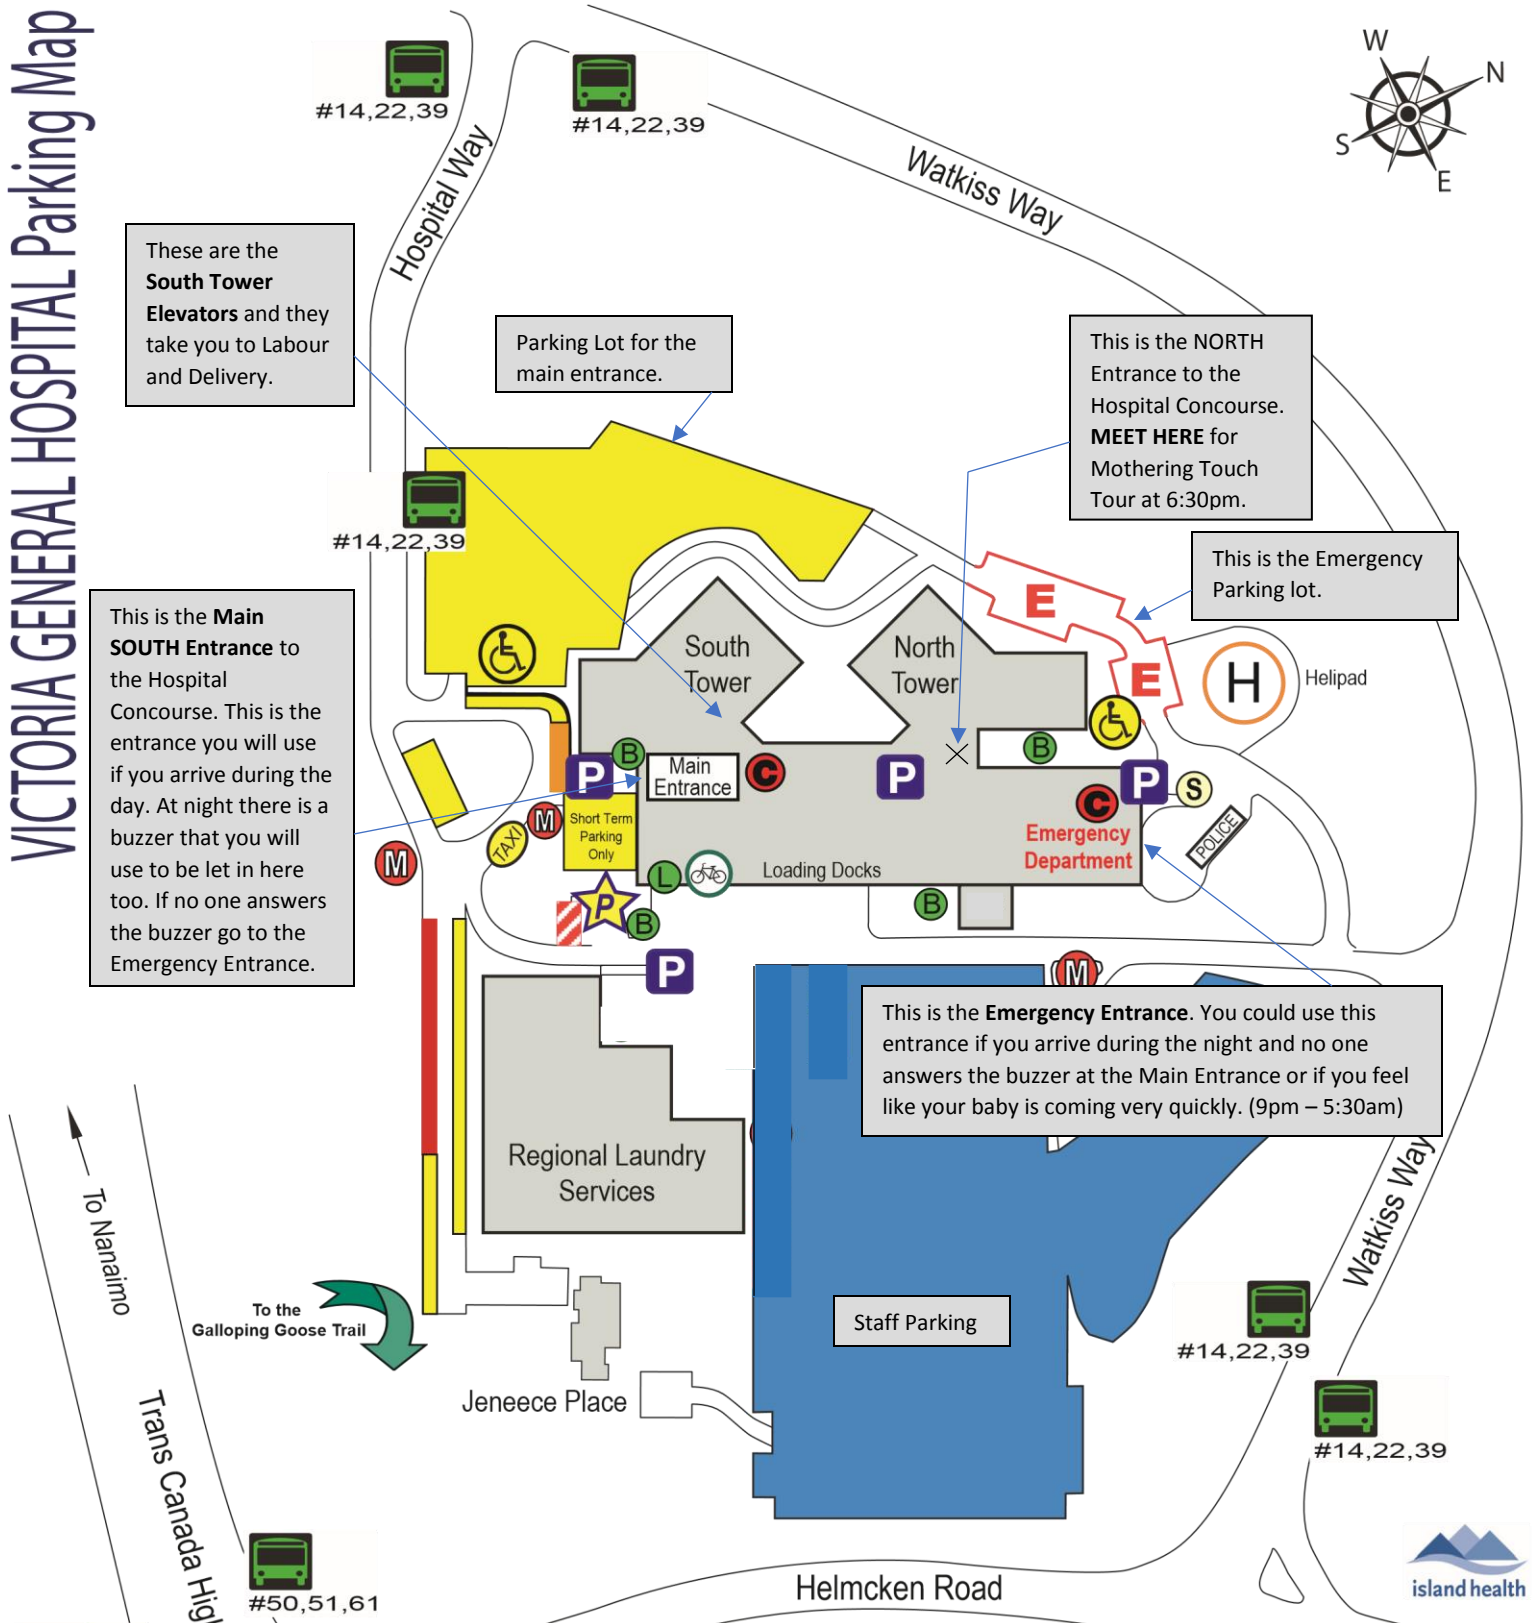 VICTORIA GENERAL HOSPITAL Parking Map
#14,22,39
#14,22,39
W
N
S
E
Hospital Way
Watkiss Way
These are the
South Tower
Elevators and they
take you to Labour
and Delivery.
Parking Lot for the
main entrance.
This is the NORTH
Entrance to the
Hospital Concourse.
MEET HERE for
Mothering Touch
Tour at 6:30pm.
#14,22,39
This is the Emergency
Parking lot.
E
E
H
Helipad
This is the Main
SOUTH Entrance to
the Hospital
Concourse. This is the
entrance you will use
if you arrive during the
day. At night there is a
buzzer that you will
use to be let in here
too. If no one answers
the buzzer go to the
Emergency Entrance.
South
Tower
North
Tower
B
B
P
Main
Entrance
C
P
P
S
C
M
TAXI
Short Term
Parking
Only
Emergency
Department
POLICE
M
L
Loading Docks
P
B
B
P
M
This is the Emergency Entrance. You could use this
entrance if you arrive during the night and no one
answers the buzzer at the Main Entrance or if you feel
like your baby is coming very quickly. (9pm – 5:30am)
Regional Laundry
Services
To Nanaimo
Watkiss Way
To the
Galloping Goose Trail
Staff Parking
#14,22,39
Jeneece Place
#14,22,39
Trans Canada High
#50,51,61
Helmcken Road
island health